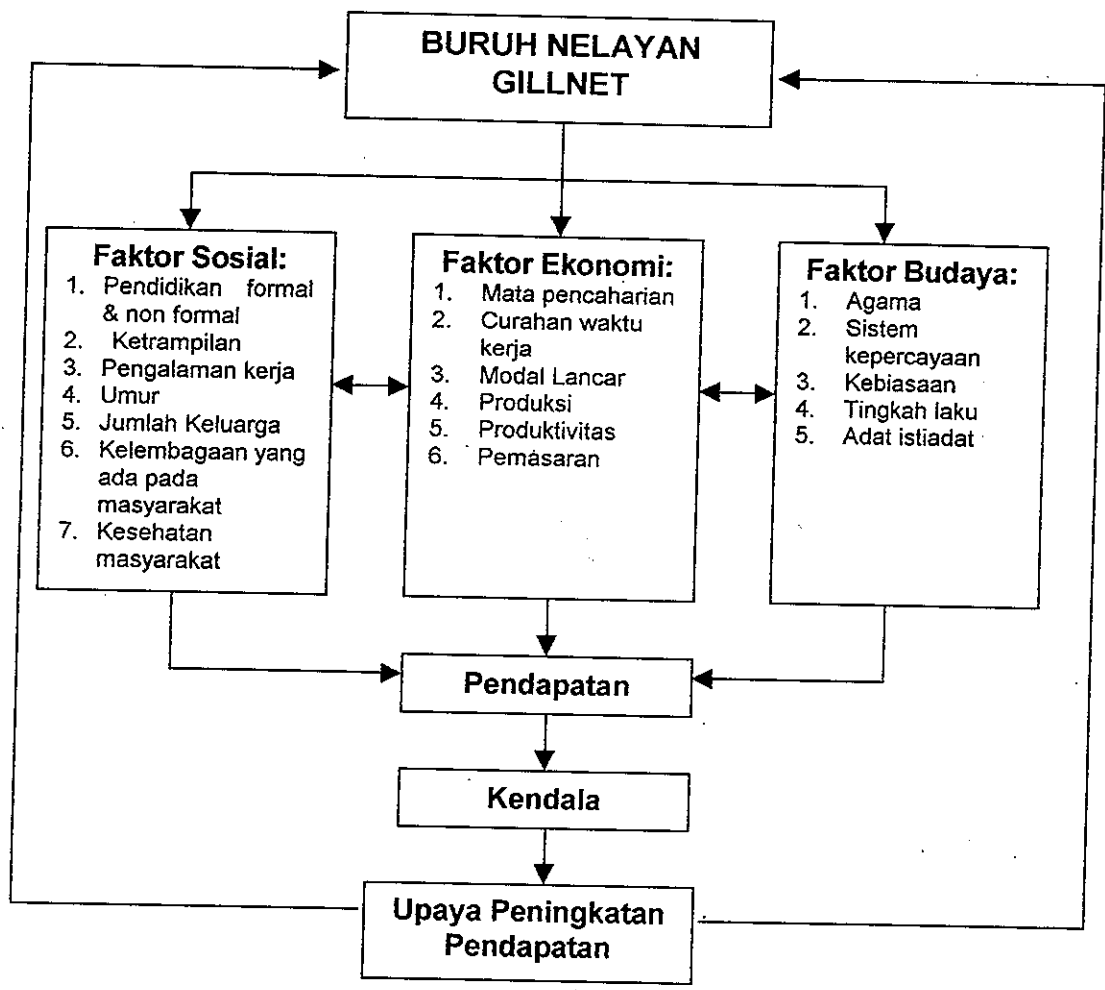 BURUH NELAYAN
GILLNET
Faktor Sosial:
1. Pendidikan formal
& non formal
2. Ketrampilan
3. Pengalaman kerja
4. Umur
5. Jumlah Keluarga
6. Kelembagaan yang
ada pada
masyarakat
7. Kesehatan
masyarakat
Faktor Ekonomi:
1. Mata pencaharian
2. Curahan waktu
kerja
3. Modal Lancar
4. Produksi
5. Produktivitas
6. Pemasaran
Faktor Budaya:
1. Agama
2. Sistem
kepercayaan
3. Kebiasaan
4. Tingkah laku
5. Adat istiadat
Pendapatan
Kendala
Upaya Peningkatan
Pendapatan